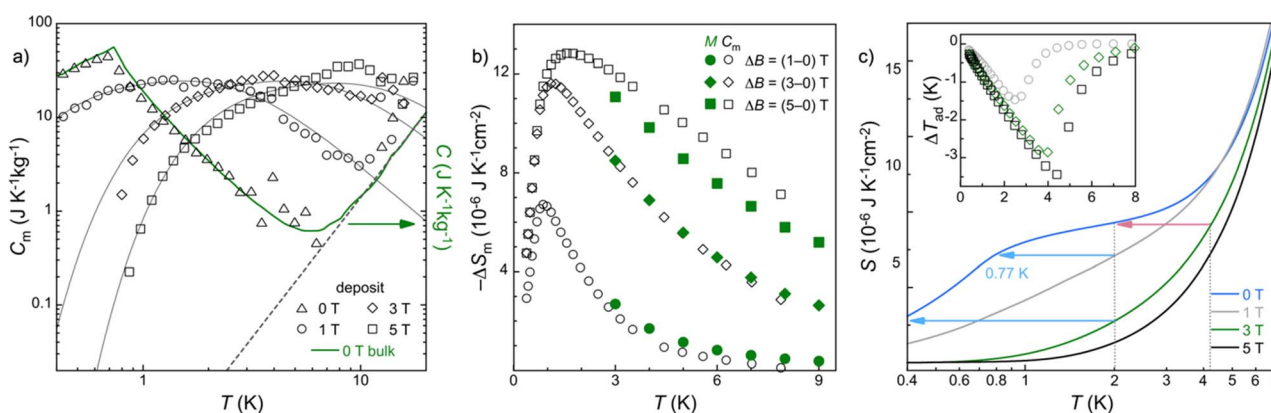 a)
100
10
1
0.1
C_m (J K⁻¹kg⁻¹)
C (J K⁻¹kg⁻¹)
deposit
0 T
3 T
1 T
5 T
0 T bulk
1
10
T (K)
b)
M C_m
ΔB = (1–0) T
ΔB = (3–0) T
ΔB = (5–0) T
12
8
4
−ΔS_m (10⁻⁶ J K⁻¹cm⁻²)
0
3
6
9
T (K)
c)
0
-1
-2
-3
ΔT_ad (K)
0
2
4
6
8
T (K)
10
5
0
S (10⁻⁶ J K⁻¹cm⁻²)
0.77 K
0 T
1 T
3 T
5 T
0.4
0.6
0.8
1
2
3
4
5
6
T (K)